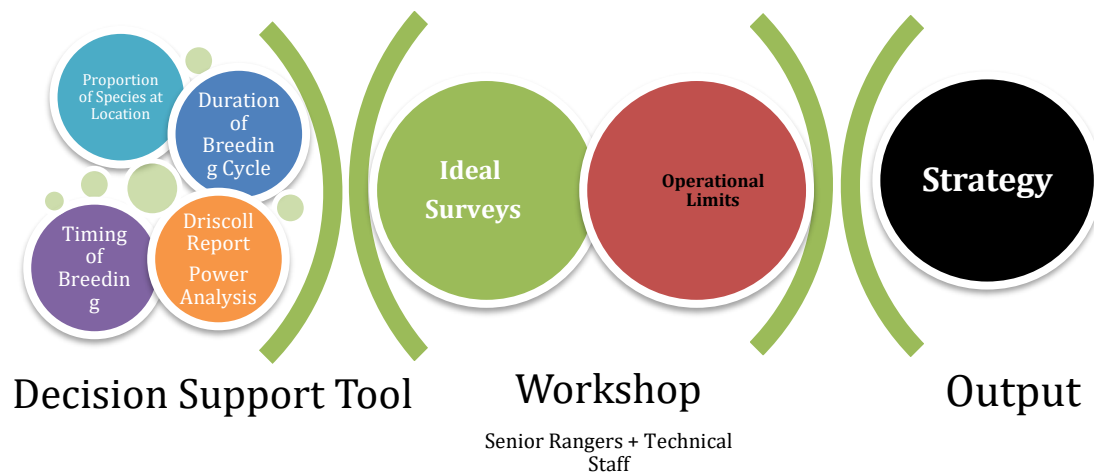 Proportion
of Species at
Location
Duration
of
Breedin
g Cycle
Timing
of
Breedin
g
Driscoll
Report
Power
Analysis
Decision Support Tool
Ideal
Surveys
Operational
Limits
Workshop
Senior Rangers + Technical
Staff
Strategy
Output